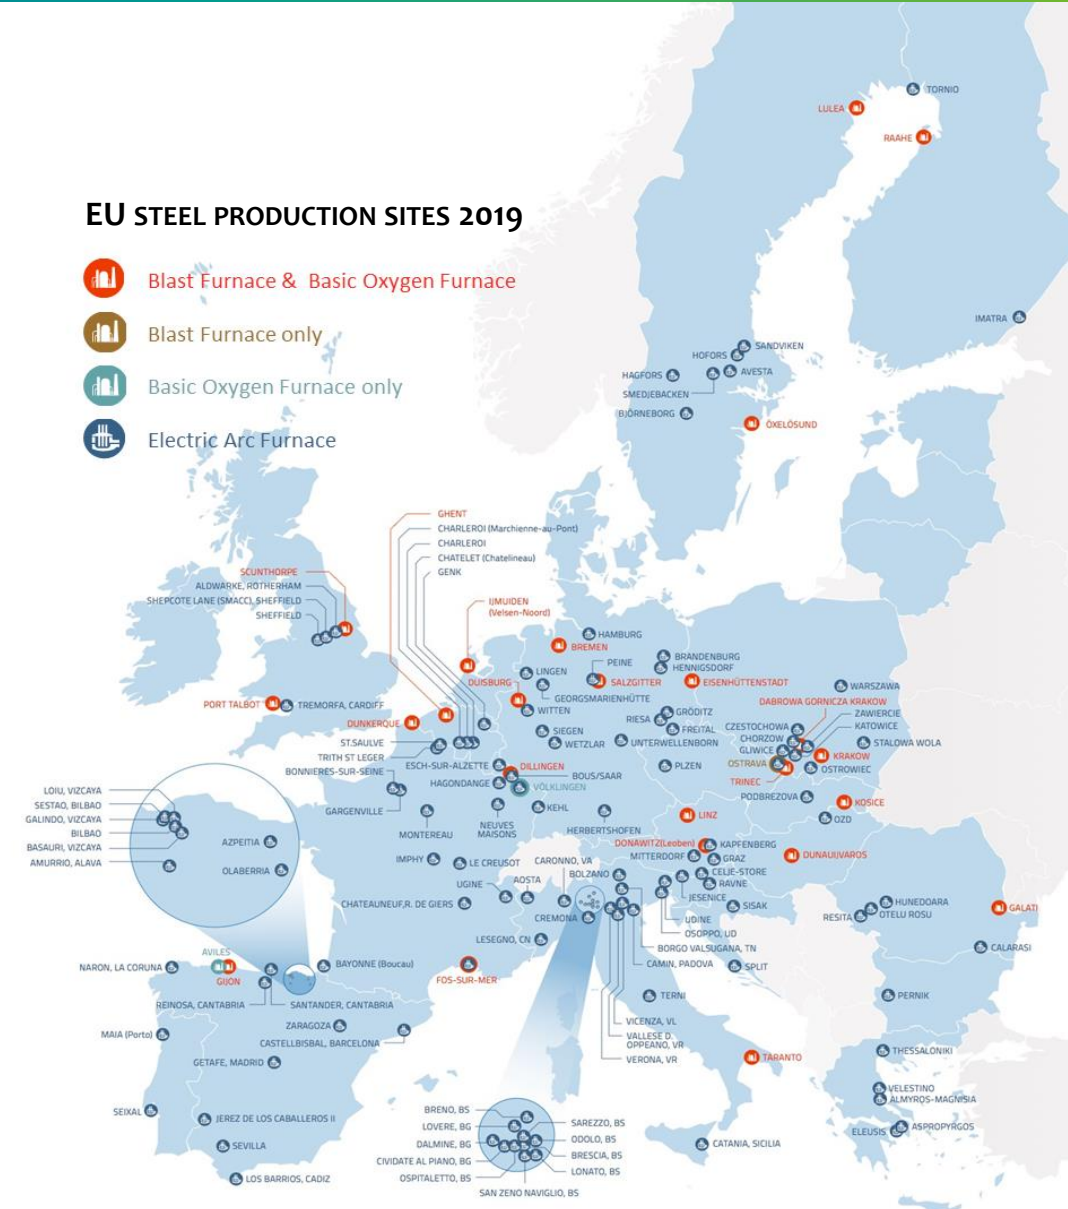 TORNIO
LULEA
RAAHE
EU STEEL PRODUCTION SITES 2019
Blast Furnace & Basic Oxygen Furnace
Blast Furnace only
Basic Oxygen Furnace only
Electric Arc Furnace
IMATRA
SANDVIKEN
HOFORS
HAGFORS
AVESTA
SMEDJEBACKEN
BJÖRNEBORG
ÖXELÖSUND
GHENT
CHARLEROI (Marchienne-au-Pont)
CHARLEROI
CHATELET (Chatelineau)
GENK
SCUNTHORPE
ALDWARKE, ROTHERHAM
SHEPCOTE LANE (SMACC), SHEFFIELD
SHEFFIELD
IJMUIDEN
(Velsen-Noord)
HAMBURG
BREMEN
BRANDENBURG
HENNIGSDORF
PEINE
LINGEN
DUISBURG
SALZGITTER
EISENHÜTTENSTADT
WARSZAWA
GEORGSMARIENHÜTTE
DABROWA GORNICZA KRAKOW
PORT TALBOT
TREMORFA, CARDIFF
WITTEN
GRÖDITZ
RIESA
ZAWIERCIE
KATOWICE
DUNKERQUE
SIEGEN
FREITAL
CZESTOCHOWA
CHORZOW
STALOWA WOLA
ST.SAULVE
WETZLAR
UNTERWELLENBORN
GLIWICE
KRAKOW
TRITH ST LEGER
ESCH-SUR-ALZETTE
DILLINGEN
PLZEN
OSTRAVA
OSTROWIEC
BONNIERES-SUR-SEINE
HAGONDANGE
BOUS/SAAR
VÖLKLINGEN
TRINEC
PODBREZOVA
KOSICE
LOIU, VIZCAYA
SESTAO, BILBAO
GALINDO, VIZCAYA
BILBAO
BASAURI, VIZCAYA
AMURRIO, ALAVA
AZPEITIA
OLABERRIA
GARGENVILLE
MONTEREAU
NEUVES
MAISONS
KEHL
HERBERTSHOFEN
LINZ
OZD
DONAWITZ(Leoben)
KAPFENBERG
MITTERDORF
GRAZ
DUNAUJVAROS
IMPHY
LE CREUSOT
CARONNO, VA
BOLZANO
CELJE-STORE
RAVNE
UGINE
AOSTA
JESENICE
CHATEAUNEUF,R. DE GIERS
CREMONA
SISAK
HUNEDOARA
OTELU ROSU
RESITA
GALATI
UDINE
OSOPPO, UD
LESEGNO, CN
BORGO VALSUGANA, TN
CALARASI
AVILES
NARON, LA CORUNA
GIJON
BAYONNE (Boucau)
FOS-SUR-MER
CAMIN, PADOVA
SPLIT
REINOSA, CANTABRIA
SANTANDER, CANTABRIA
TERNI
PERNIK
ZARAGOZA
MAIA (Porto)
CASTELLBISBAL, BARCELONA
VICENZA, VL
VALLESE D.
OPPEANO, VR
VERONA, VR
GETAFE, MADRID
TARANTO
THESSALONIKI
VELESTINO
ALMYROS-MAGNISIA
SEIXAL
JEREZ DE LOS CABALLEROS II
BRENO, BS
LOVERE, BG
DALMINE, BG
CIVIDATE AL PIANO, BG
OSPITALETTO, BS
SAN ZENO NAVIGLIO, BS
SAREZZO, BS
ODOLO, BS
BRESCIA, BS
LONATO, BS
ELEUSIS
ASPROPYRGOS
SEVILLA
CATANIA, SICILIA
LOS BARRIOS, CADIZ